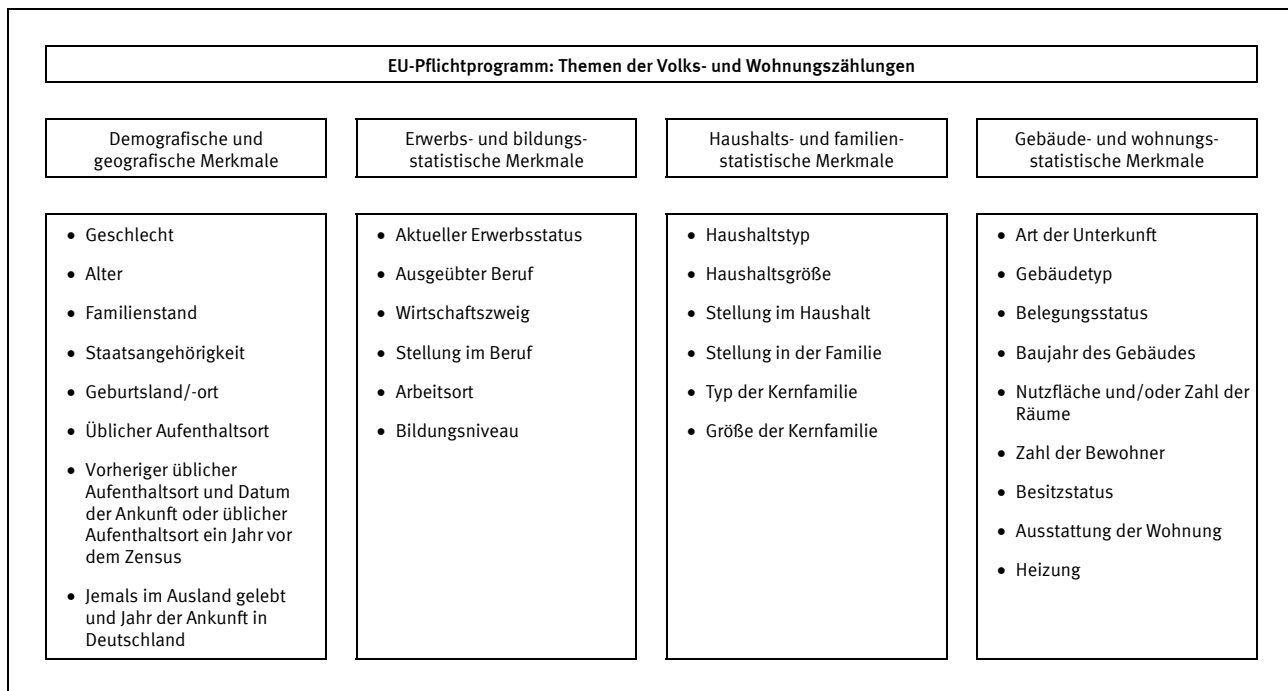 EU-Pflichtprogramm: Themen der Volks- und Wohnungszählungen
Demografische und
geografische Merkmale
Erwerbs- und bildungs-
statistische Merkmale
Haushalts- und familien-
statistische Merkmale
Gebäude- und wohnungs-
statistische Merkmale
• Geschlecht
• Alter
• Familienstand
• Staatsangehörigkeit
• Geburtsland/-ort
• Üblicher Aufenthaltsort
• Vorheriger üblicher
Aufenthaltsort und Datum
der Ankunft oder üblicher
Aufenthaltsort ein Jahr vor
dem Zensus
• Jemals im Ausland gelebt
und Jahr der Ankunft in
Deutschland
• Aktueller Erwerbsstatus
• Ausgeübter Beruf
• Wirtschaftszweig
• Stellung im Beruf
• Arbeitsort
• Bildungsniveau
• Haushaltstyp
• Haushaltsgröße
• Stellung im Haushalt
• Stellung in der Familie
• Typ der Kernfamilie
• Größe der Kernfamilie
• Art der Unterkunft
• Gebäudetyp
• Belegungsstatus
• Baujahr des Gebäudes
• Nutzfläche und/oder Zahl der
Räume
• Zahl der Bewohner
• Besitzstatus
• Ausstattung der Wohnung
• Heizung